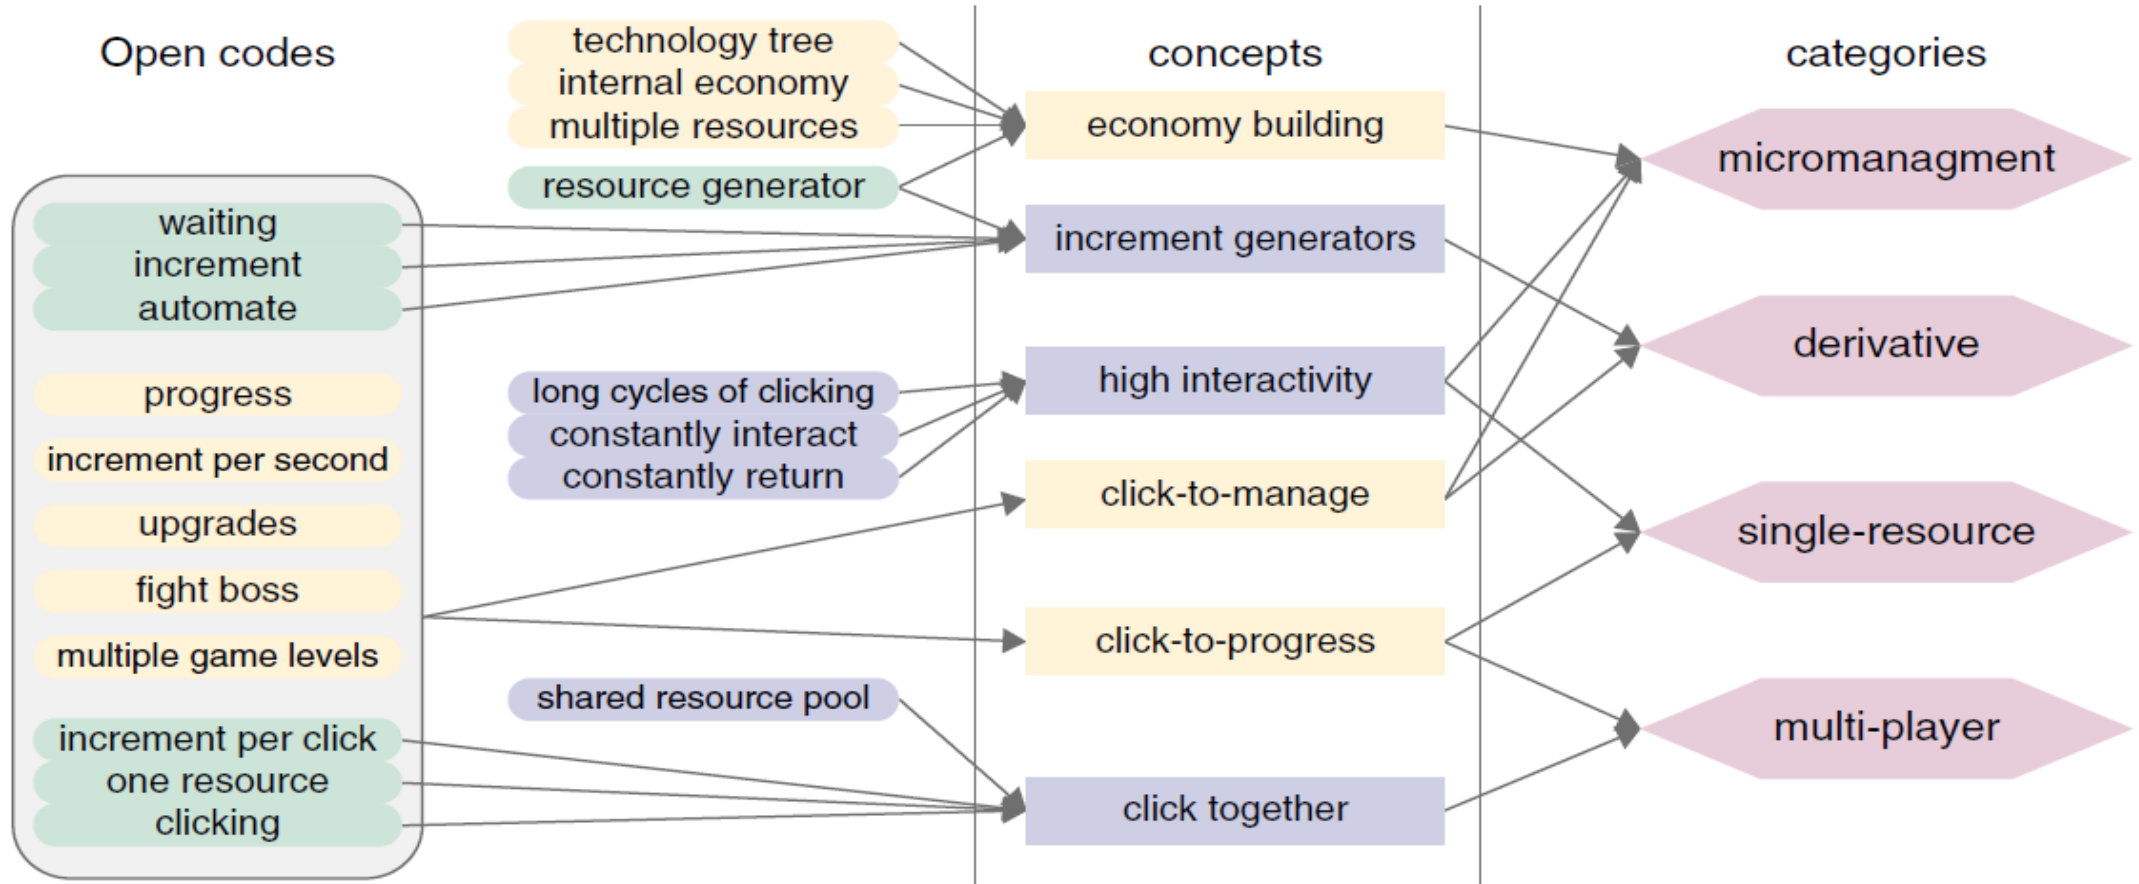 Open codes
waiting
increment
automate
progress
increment per second
upgrades
fight boss
multiple game levels
increment per click
one resource
clicking
technology tree
internal economy
multiple resources
resource generator
long cycles of clicking
constantly interact
constantly return
shared resource pool
concepts
economy building
increment generators
high interactivity
click-to-manage
click-to-progress
click together
categories
micromanagment
derivative
single-resource
multi-player